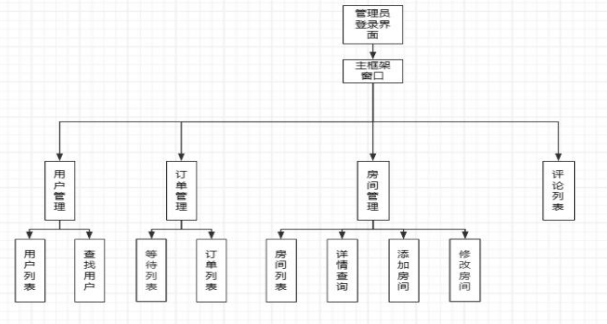 管理员
登录界
面
主框架
窗口
用户管理
订单管理
房间管理
评论列表
用户列表
查找用户
等待列表
订单列表
房间列表
详情查询
添加房间
修改房间